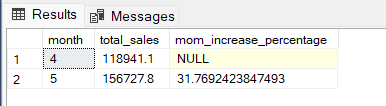 Results Messages
month total_sales mom_increase_percentage
1 4 118941.1 NULL
2 5 156727.8 31.7692423847493